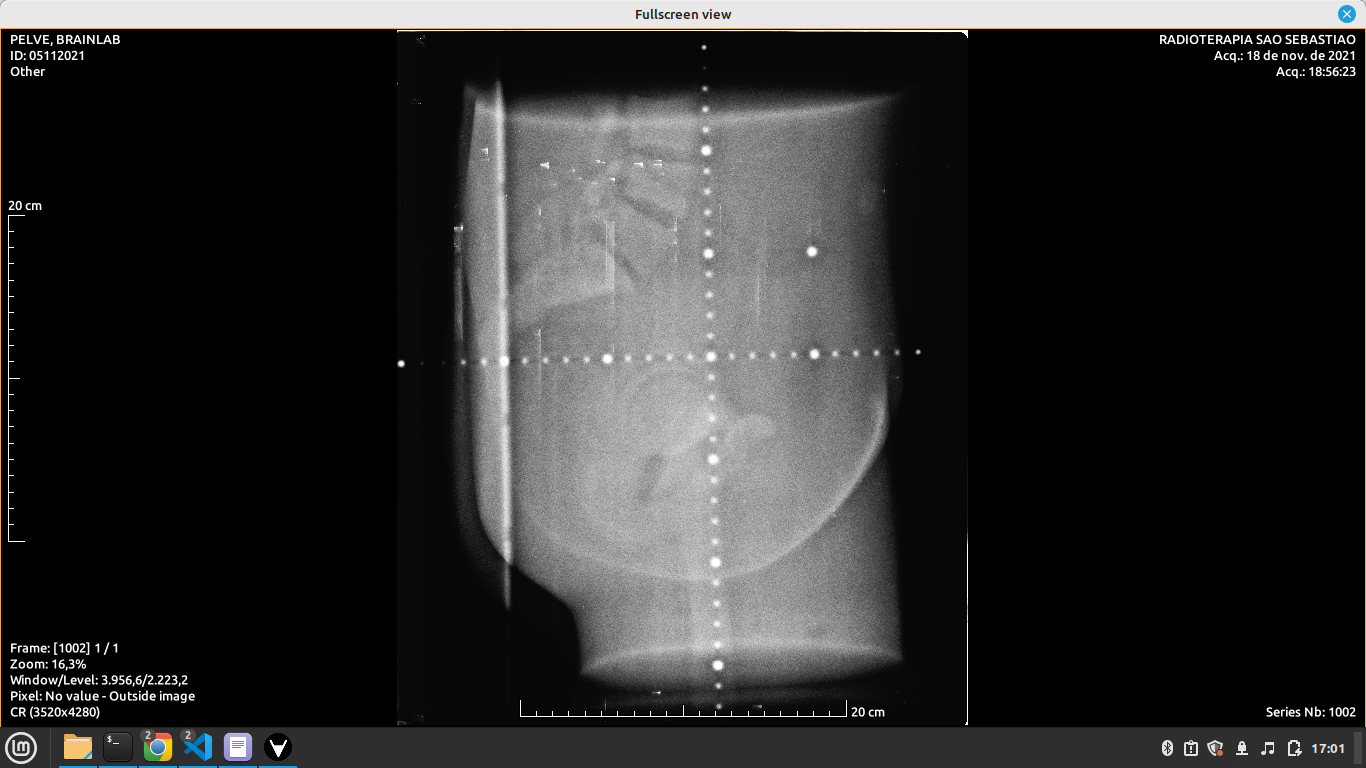 Fullscreen view
PELVE, BRAINLAB
ID: 05112021
Other
RADIOTERAPIA SAO SEBASTIAO
Acq.: 18 de nov. de 2021
Acq.: 18:56:23
20 cm
Frame: [1002] 1 / 1
Zoom: 16,3%
Window/Level: 3.956,6/2.223,2
Pixel: No value - Outside image
CR (3520x4280)
20 cm
Series Nb: 1002
$_
2
2
17:01